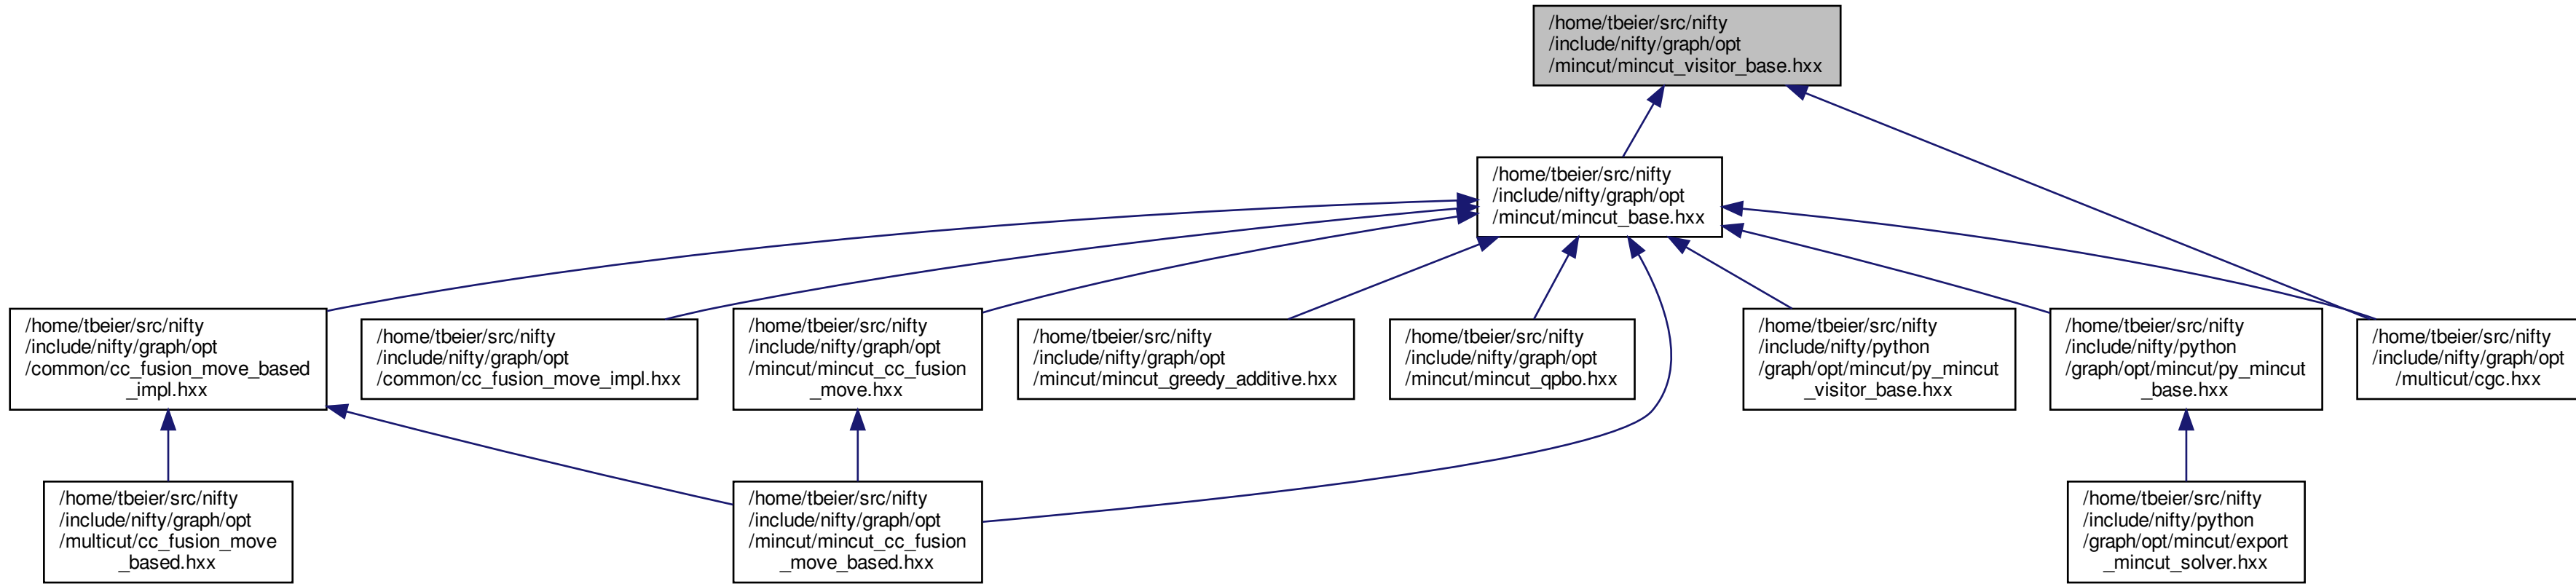 /home/tbeier/src/nifty
/include/nifty/graph/opt
/mincut/mincut_visitor_base.hxx
/home/tbeier/src/nifty
/include/nifty/graph/opt
/mincut/mincut_base.hxx
/home/tbeier/src/nifty
/include/nifty/graph/opt
/common/cc_fusion_move_based
_impl.hxx
/home/tbeier/src/nifty
/include/nifty/graph/opt
/common/cc_fusion_move_impl.hxx
/home/tbeier/src/nifty
/include/nifty/graph/opt
/mincut/mincut_cc_fusion
_move.hxx
/home/tbeier/src/nifty
/include/nifty/graph/opt
/mincut/mincut_greedy_additive.hxx
/home/tbeier/src/nifty
/include/nifty/graph/opt
/mincut/mincut_qpbo.hxx
/home/tbeier/src/nifty
/include/nifty/python
/graph/opt/mincut/py_mincut
_visitor_base.hxx
/home/tbeier/src/nifty
/include/nifty/python
/graph/opt/mincut/py_mincut
_base.hxx
/home/tbeier/src/nifty
/include/nifty/graph/opt
/multicut/cgc.hxx
/home/tbeier/src/nifty
/include/nifty/graph/opt
/multicut/cc_fusion_move
_based.hxx
/home/tbeier/src/nifty
/include/nifty/graph/opt
/mincut/mincut_cc_fusion
_move_based.hxx
/home/tbeier/src/nifty
/include/nifty/python
/graph/opt/mincut/export
_mincut_solver.hxx